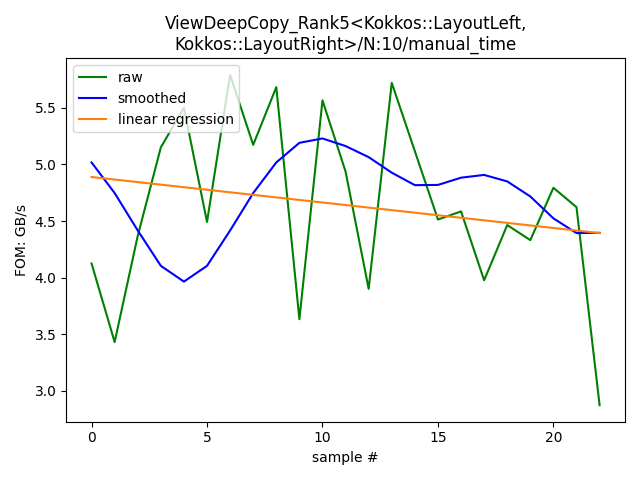 ViewDeepCopy_Rank5<Kokkos::LayoutLeft,
Kokkos::LayoutRight>/N:10/manual_time
raw
smoothed
linear regression
FOM: GB/s
5.5
5.0
4.5
4.0
3.5
3.0
0 5 10 15 20
sample #